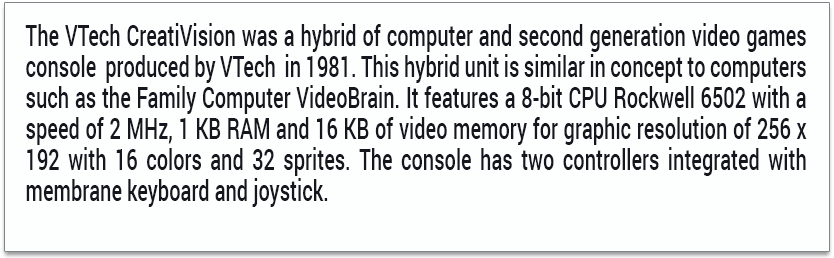 The VTech CreatiVision was a hybrid of computer and second generation video games
console produced by VTech in 1981. This hybrid unit is similar in concept to computers
such as the Family Computer VideoBrain. It features a 8-bit CPU Rockwell 6502 with a
speed of 2 MHz, 1 KB RAM and 16 KB of video memory for graphic resolution of 256 x
192 with 16 colors and 32 sprites. The console has two controllers integrated with
membrane keyboard and joystick.